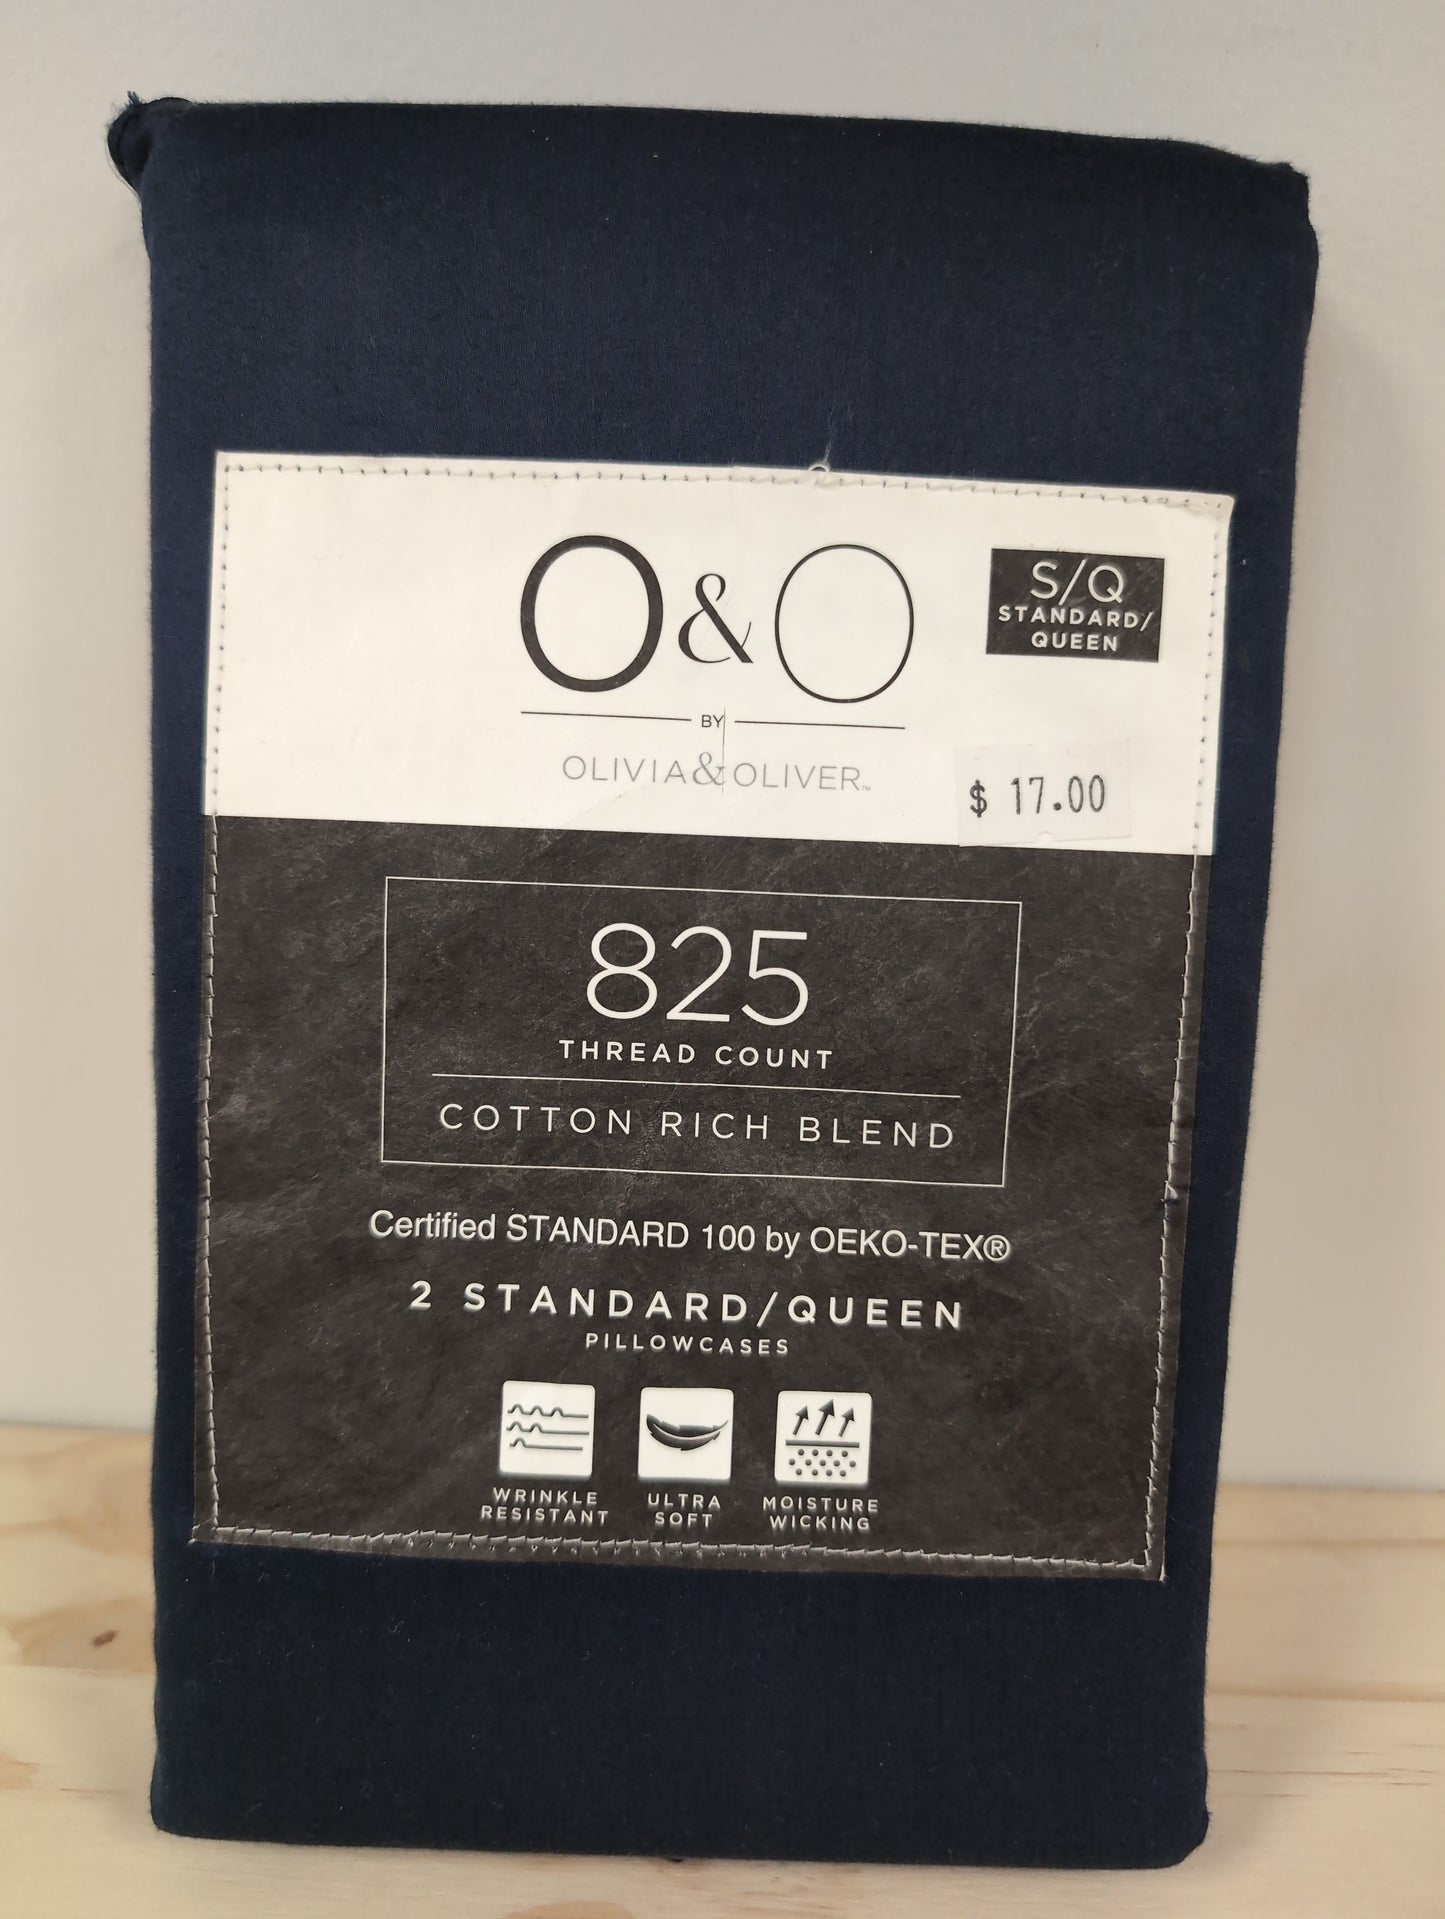 O&O
BY
OLIVIA&OLIVER™
S/Q
STANDARD/
QUEEN
$ 17.00
825
THREAD COUNT
COTTON RICH BLEND
Certified STANDARD 100 by OEKO-TEX®
2 STANDARD/QUEEN
PILLOWCASES
WRINKLE
RESISTANT
ULTRA
SOFT
MOISTURE
WICKING